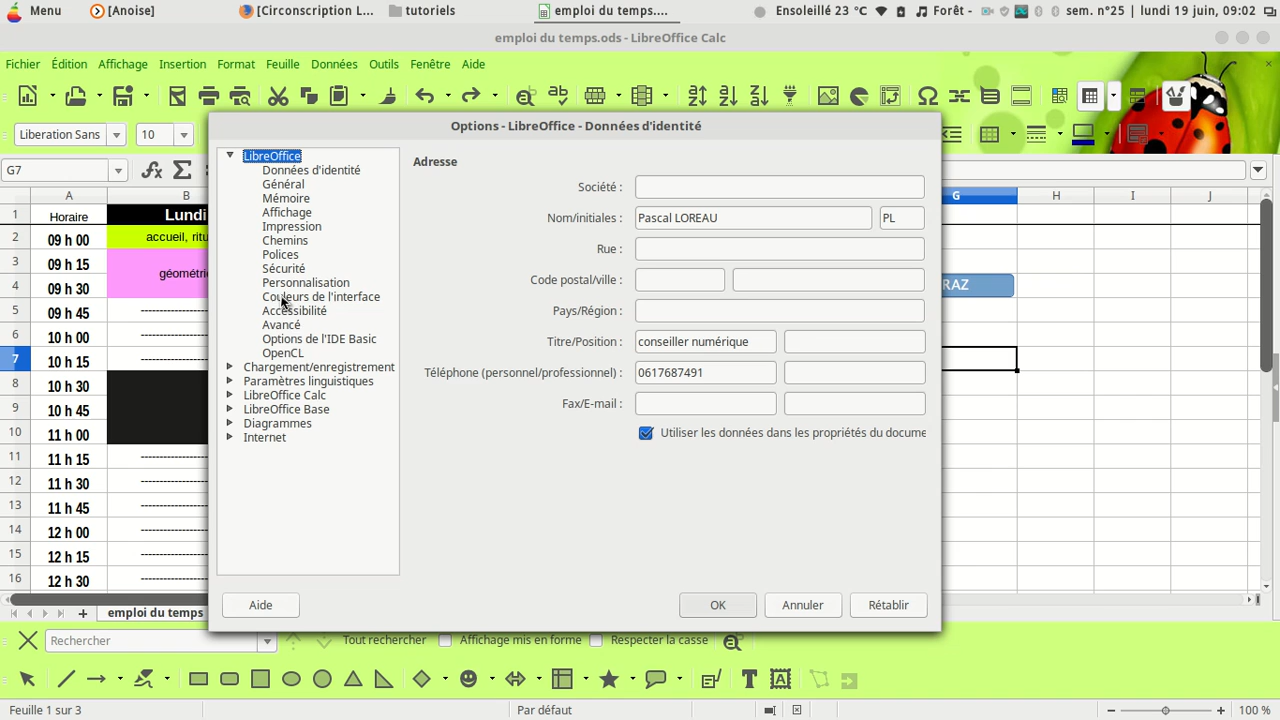 Menu [Anoise] [Circonscription L... tutoriels emploi du temps.... Ensoleillé 23 °C Forêt - sem. n°25 | lundi 19 juin, 09:02
emploi du temps.ods - LibreOffice Calc
Fichier Édition Affichage Insertion Format Feuille Données Outils Fenêtre Aide
Liberation Sans 10
G7
A B G H I J
Options - LibreOffice - Données d'identité
LibreOffice
Données d'identité
Général
Mémoire
Affichage
Impression
Chemins
Polices
Sécurité
Personnalisation
Couleurs de l'interface
Accessibilité
Avancé
Options de l'IDE Basic
OpenCL
Chargement/enregistrement
Paramètres linguistiques
LibreOffice Calc
LibreOffice Base
Diagrammes
Internet
Adresse
Société :
Nom/initiales : Pascal LOREAU PL
Rue :
Code postal/ville :
Pays/Région :
Titre/Position : conseiller numérique
Téléphone (personnel/professionnel) : 0617687491
Fax/E-mail :
Utiliser les données dans les propriétés du docume
Aide OK Annuler Rétablir
1 Horaire Lundi
2 09 h 00 accueil, ritu
3 09 h 15 géométri
4 09 h 30 RAZ
5 09 h 45 --------------------
6 10 h 00 --------------------
7 10 h 15 --------------------
8 10 h 30
9 10 h 45
10 11 h 00
11 11 h 15 --------------------
12 11 h 30 --------------------
13 11 h 45 --------------------
14 12 h 00 --------------------
15 12 h 15 --------------------
16 12 h 30 --------------------
emploi du temps
Rechercher Tout rechercher Affichage mis en forme Respecter la casse
Feuille 1 sur 3 Par défaut 100 %